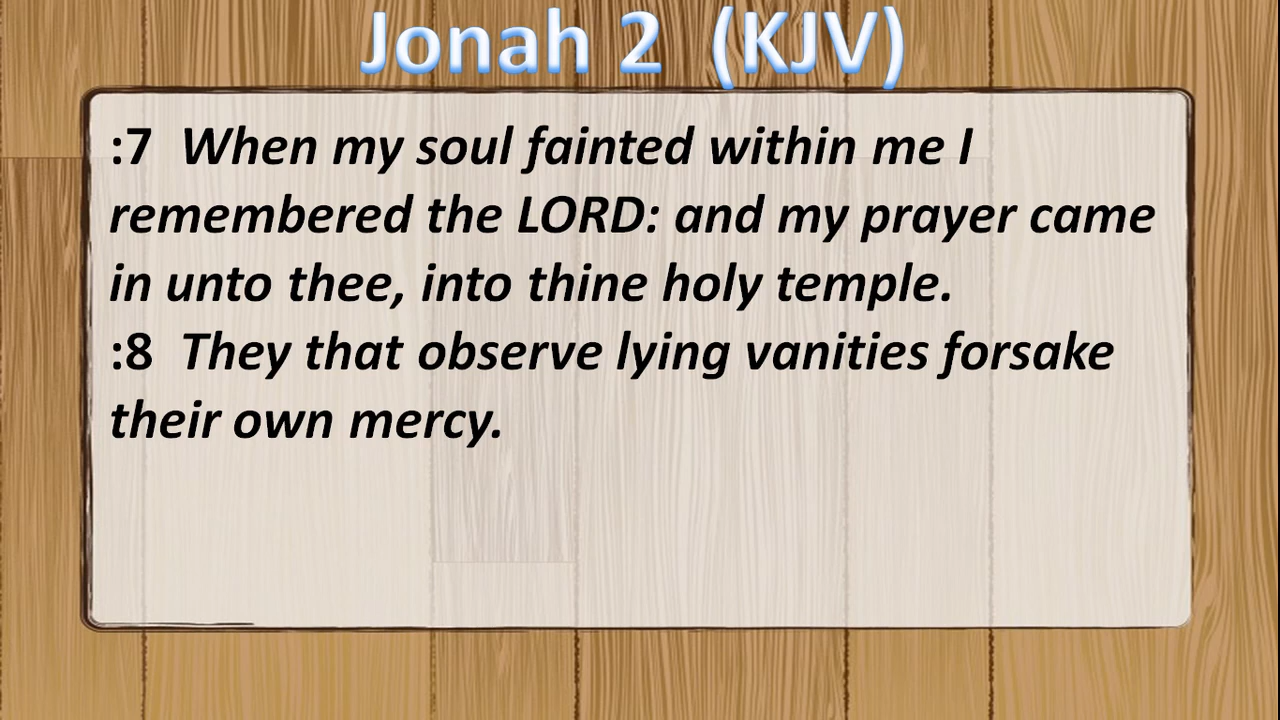 Jonah 2 (KJV)
:7 When my soul fainted within me I
remembered the LORD: and my prayer came
in unto thee, into thine holy temple.
:8 They that observe lying vanities forsake
their own mercy.